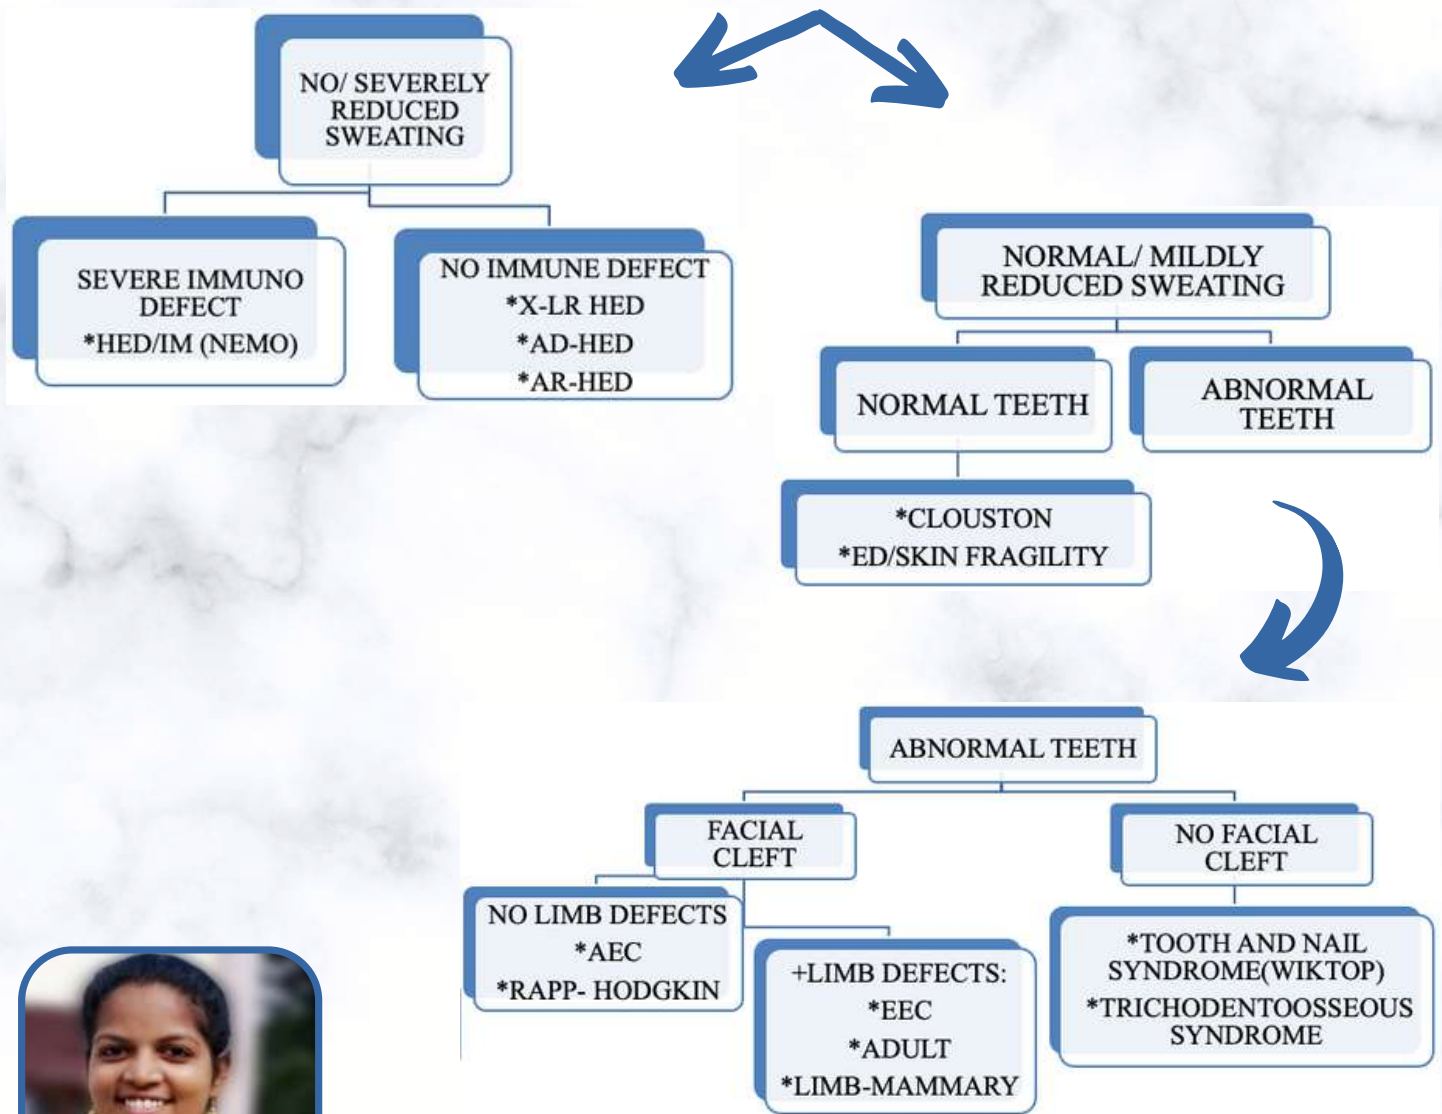 NO/ SEVERELY
REDUCED
SWEATING
SEVERE IMMUNO
DEFECT
*HED/IM (NEMO)
NO IMMUNE DEFECT
*X-LR HED
*AD-HED
*AR-HED
NORMAL/ MILDLY
REDUCED SWEATING
NORMAL TEETH
ABNORMAL
TEETH
*CLOUSTON
*ED/SKIN FRAGILITY
ABNORMAL TEETH
FACIAL
CLEFT
NO FACIAL
CLEFT
NO LIMB DEFECTS
*AEC
*RAPP- HODGKIN
+LIMB DEFECTS:
*EEC
*ADULT
*LIMB-MAMMARY
*TOOTH AND NAIL
SYNDROME(WIKTOP)
*TRICHODENTOOSSEOUS
SYNDROME